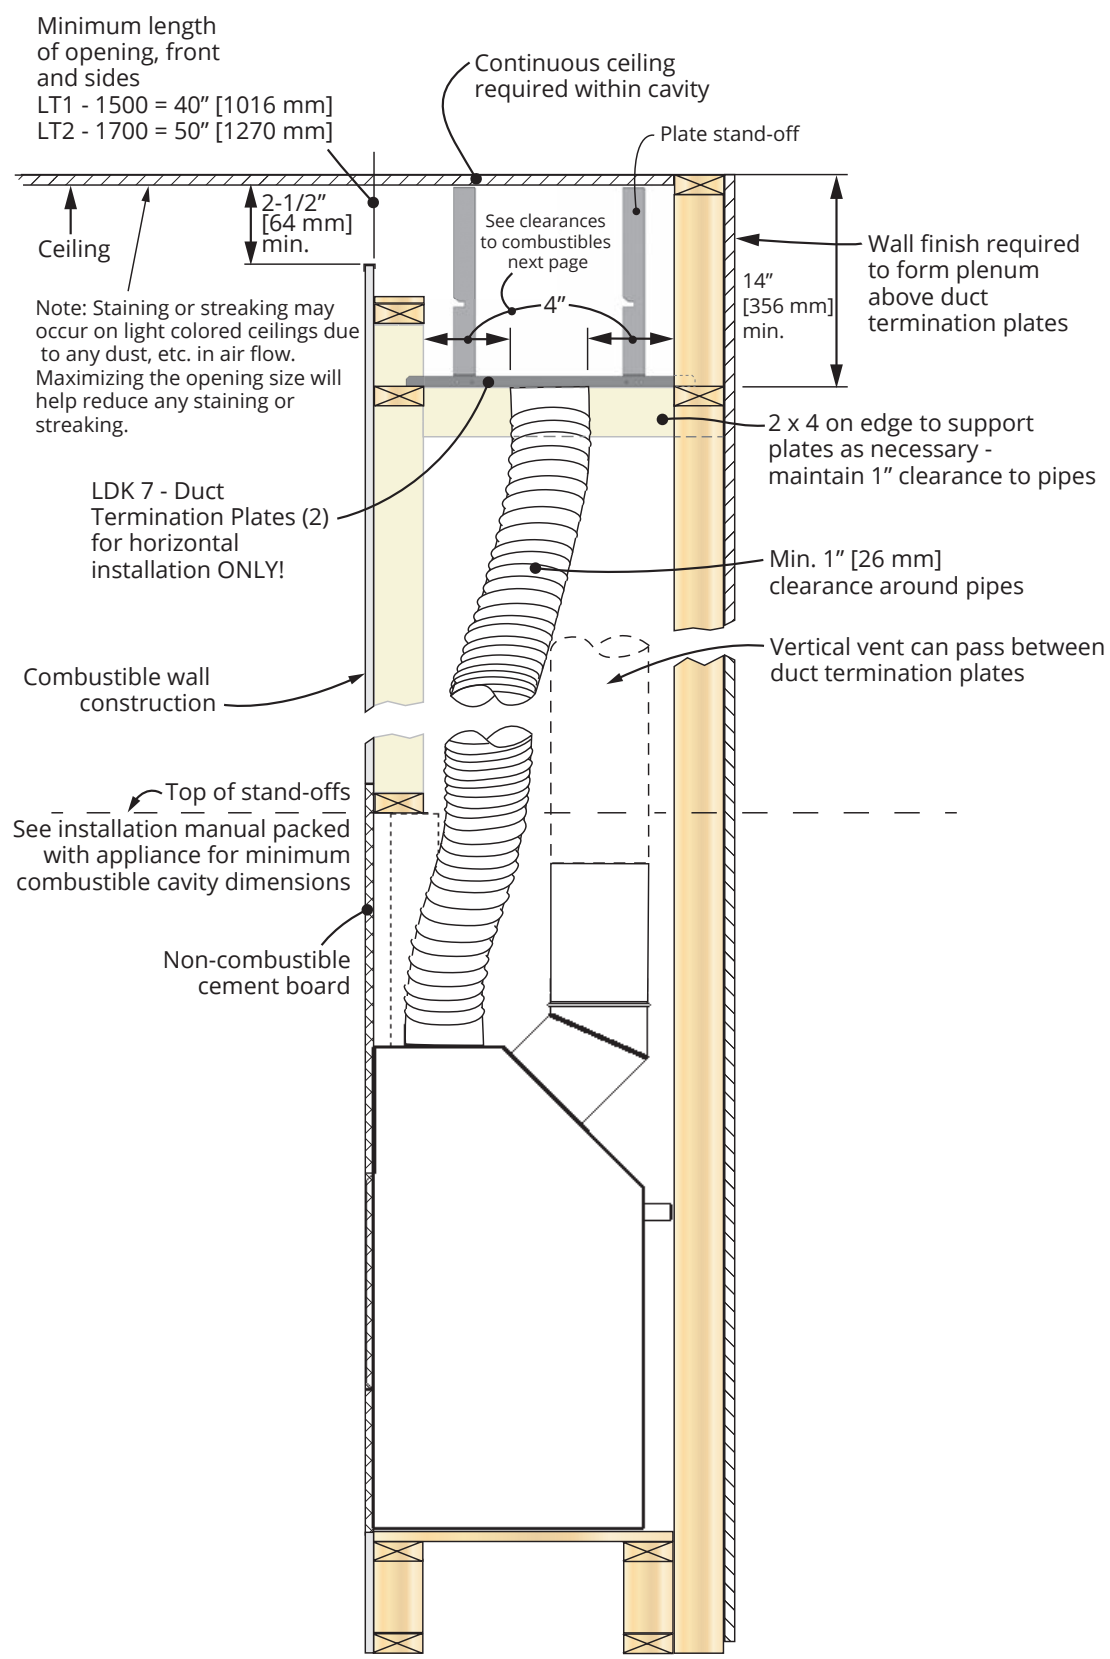 Minimum length
of opening, front
and sides
LT1 - 1500 = 40” [1016 mm]
LT2 - 1700 = 50” [1270 mm]
Continuous ceiling
required within cavity
Plate stand-off
2-1/2”
[64 mm]
min.
Ceiling
See clearances
to combustibles
next page
4”
14”
[356 mm]
min.
Wall finish required
to form plenum
above duct
termination plates
Note: Staining or streaking may
occur on light colored ceilings due
to any dust, etc. in air flow.
Maximizing the opening size will
help reduce any staining or
streaking.
2 x 4 on edge to support
plates as necessary -
maintain 1” clearance to pipes
LDK 7 - Duct
Termination Plates (2)
for horizontal
installation ONLY!
Min. 1” [26 mm]
clearance around pipes
Vertical vent can pass between
duct termination plates
Combustible wall
construction
Top of stand-offs
See installation manual packed
with appliance for minimum
combustible cavity dimensions
Non-combustible
cement board